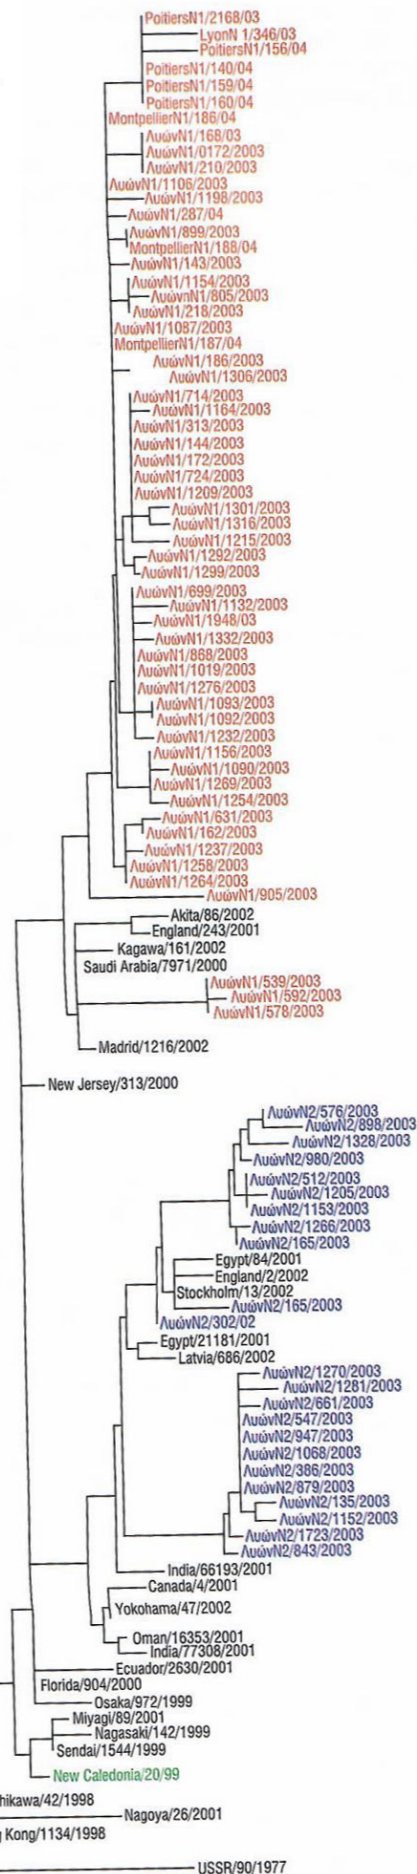 PoitiersN1/2168/03
LyonN 1/346/03
PoitiersN1/156/04
PoitiersN1/140/04
PoitiersN1/159/04
PoitiersN1/160/04
MontpellierN1/186/04
ΛυώνN1/168/03
ΛυώνN1/0172/2003
ΛυώνN1/210/2003
ΛυώνN1/1106/2003
ΛυώνN1/1198/2003
ΛυώνN1/287/04
ΛυώνN1/899/2003
MontpellierN1/188/04
ΛυώνN1/143/2003
ΛυώνN1/1154/2003
ΛυώνnN1/805/2003
ΛυώνN1/218/2003
ΛυώνN1/1087/2003
MontpellierN1/187/04
ΛυώνN1/186/2003
ΛυώνN1/1306/2003
ΛυώνN1/714/2003
ΛυώνN1/1164/2003
ΛυώνN1/313/2003
ΛυώνN1/144/2003
ΛυώνN1/172/2003
ΛυώνN1/724/2003
ΛυώνN1/1209/2003
ΛυώνN1/1301/2003
ΛυώνN1/1316/2003
ΛυώνN1/1215/2003
ΛυώνN1/1292/2003
ΛυώνN1/1299/2003
ΛυώνN1/699/2003
ΛυώνN1/1132/2003
ΛυώνN1/1948/03
ΛυώνN1/1332/2003
ΛυώνN1/868/2003
ΛυώνN1/1019/2003
ΛυώνN1/1276/2003
ΛυώνN1/1093/2003
ΛυώνN1/1092/2003
ΛυώνN1/1232/2003
ΛυώνN1/1156/2003
ΛυώνN1/1090/2003
ΛυώνN1/1269/2003
ΛυώνN1/1254/2003
ΛυώνN1/631/2003
ΛυώνN1/162/2003
ΛυώνN1/1237/2003
ΛυώνN1/1258/2003
ΛυώνN1/1264/2003
ΛυώνN1/905/2003
Akita/86/2002
England/243/2001
Kagawa/161/2002
Saudi Arabia/7971/2000
ΛυώνN1/539/2003
ΛυώνN1/592/2003
ΛυώνN1/578/2003
Madrid/1216/2002
New Jersey/313/2000
ΛυώνN2/576/2003
ΛυώνN2/898/2003
ΛυώνN2/1328/2003
ΛυώνN2/980/2003
ΛυώνN2/512/2003
ΛυώνN2/1205/2003
ΛυώνN2/1153/2003
ΛυώνN2/1266/2003
ΛυώνN2/165/2003
Egypt/84/2001
England/2/2002
Stockholm/13/2002
ΛυώνN2/165/2003
ΛυώνN2/302/02
Egypt/21181/2001
Latvia/686/2002
ΛυώνN2/1270/2003
ΛυώνN2/1281/2003
ΛυώνN2/661/2003
ΛυώνN2/547/2003
ΛυώνN2/947/2003
ΛυώνN2/1068/2003
ΛυώνN2/386/2003
ΛυώνN2/879/2003
ΛυώνN2/135/2003
ΛυώνN2/1152/2003
ΛυώνN2/1723/2003
ΛυώνN2/843/2003
India/66193/2001
Canada/4/2001
Yokohama/47/2002
Oman/16353/2001
India/77308/2001
Ecuador/2630/2001
Florida/904/2000
Osaka/972/1999
Miyagi/89/2001
Nagasaki/142/1999
Sendai/1544/1999
New Caledonia/20/99
hikawa/42/1998
Nagoya/26/2001
Kong/1134/1998
USSR/90/1977